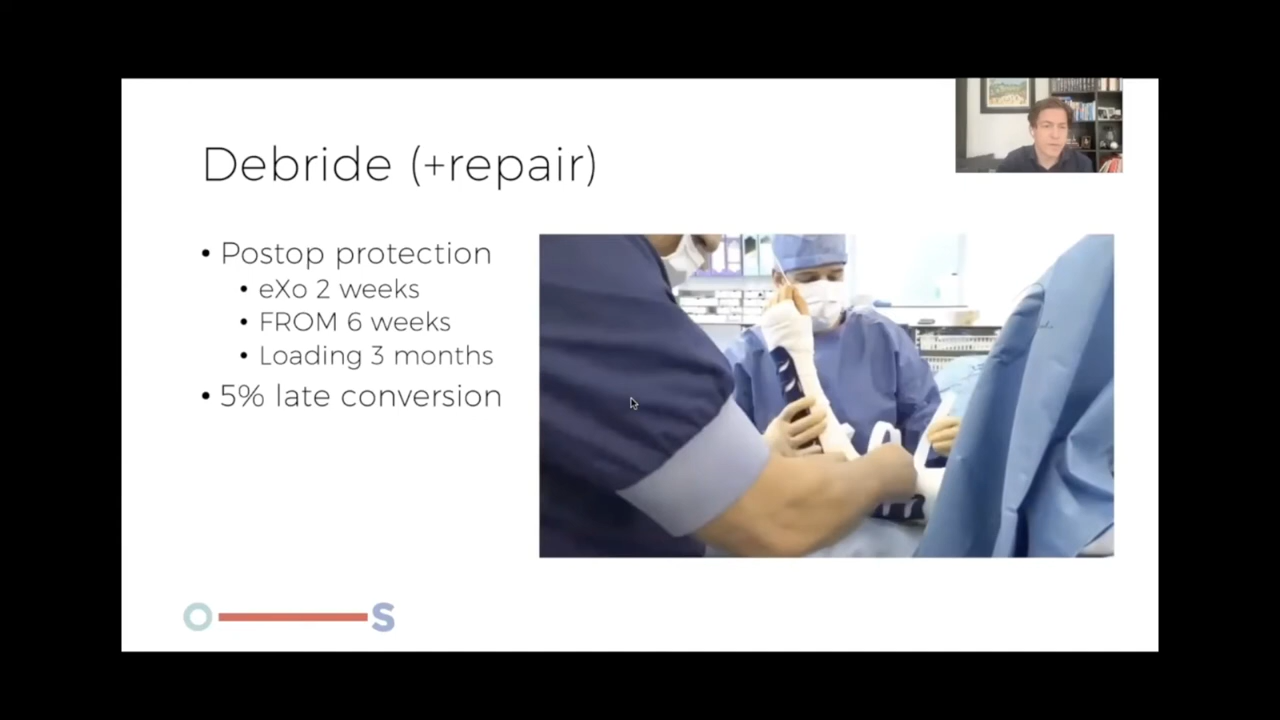 Debride (+repair)
• Postop protection
• eXo 2 weeks
• FROM 6 weeks
• Loading 3 months
• 5% late conversion
O S